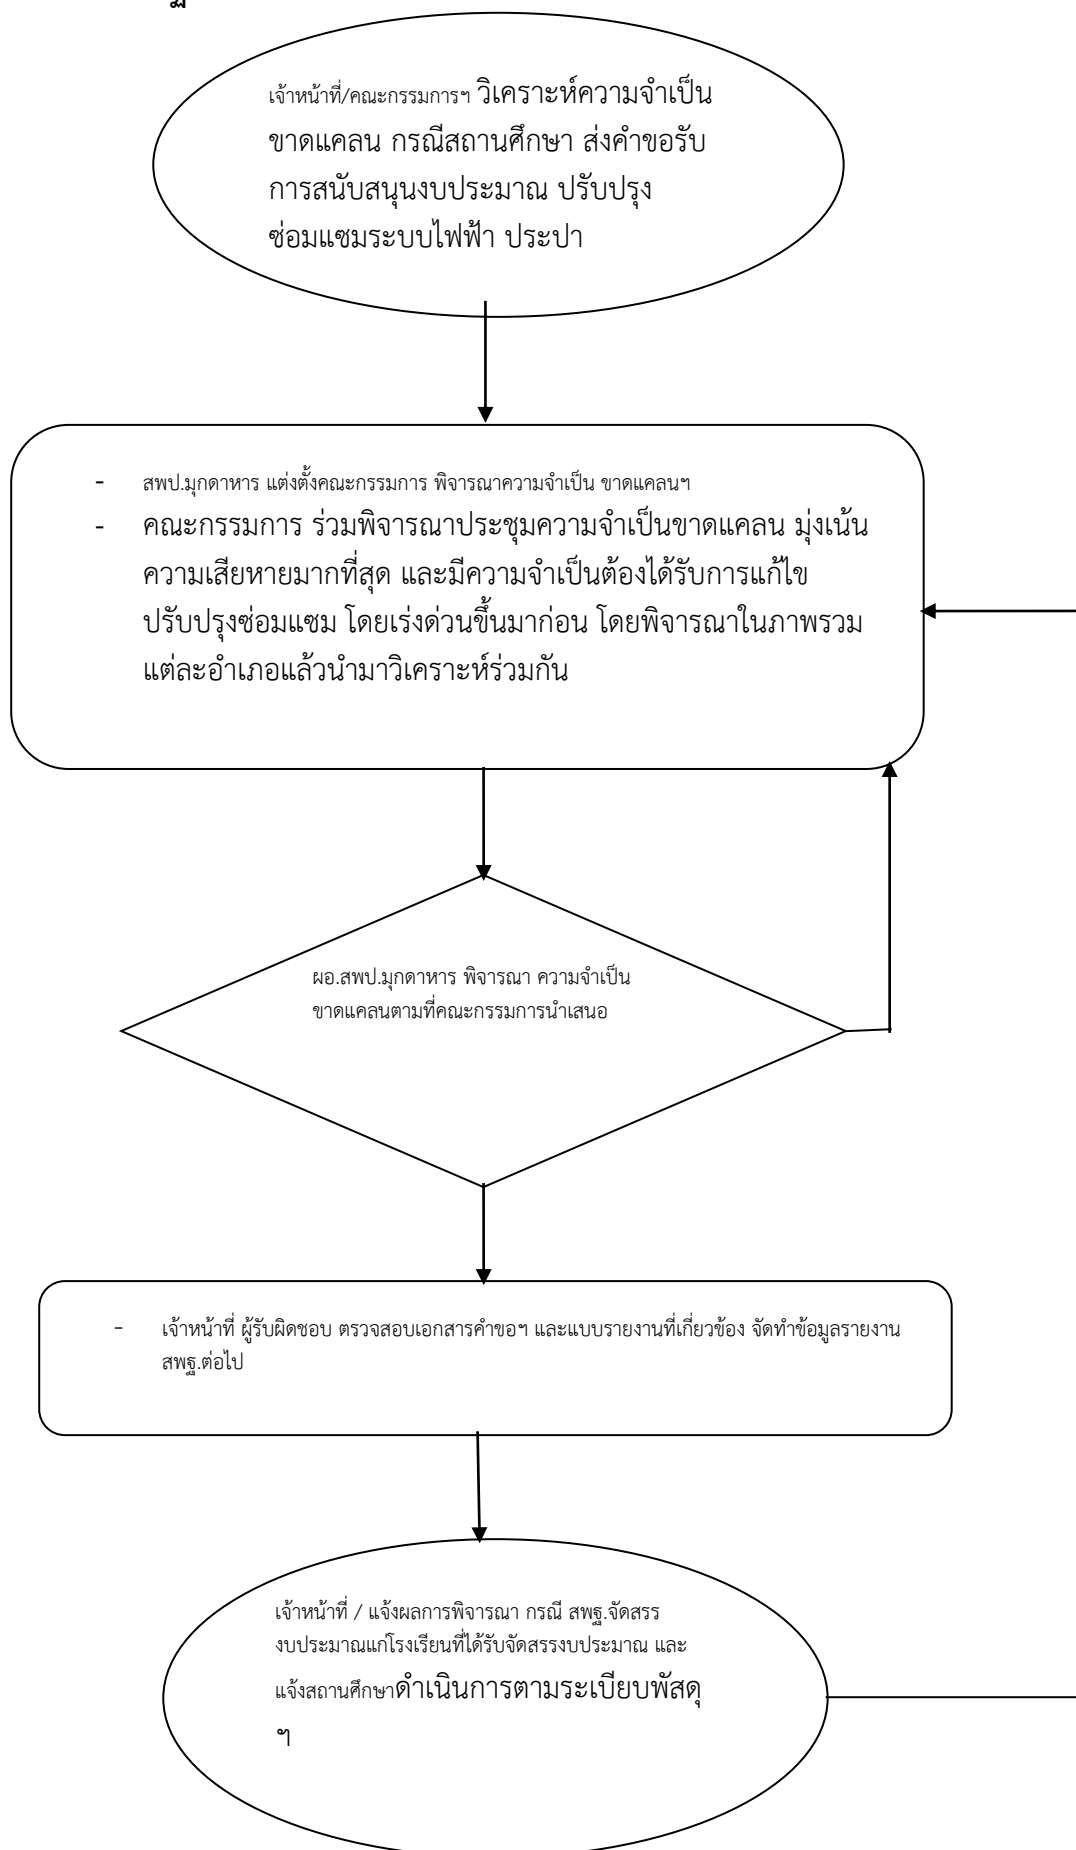 เจ้าหน้าที่/คณะกรรมการฯ วิเคราะห์ความจำเป็น
ขาดแคลน กรณีสถานศึกษา ส่งคำขอรับ
การสนับสนุนงบประมาณ ปรับปรุง
ซ่อมแซมระบบไฟฟ้า ประปา
- สพป.มุกดาหาร แต่งตั้งคณะกรรมการ พิจารณาความจำเป็น ขาดแคลนฯ
- คณะกรรมการ ร่วมพิจารณาประชุมความจำเป็นขาดแคลน มุ่งเน้น
ความเสียหายมากที่สุด และมีความจำเป็นต้องได้รับการแก้ไข
ปรับปรุงซ่อมแซม โดยเร่งด่วนขึ้นมาก่อน โดยพิจารณาในภาพรวม
แต่ละอำเภอแล้วนำมาวิเคราะห์ร่วมกัน
ผอ.สพป.มุกดาหาร พิจารณา ความจำเป็น
ขาดแคลนตามที่คณะกรรมการนำเสนอ
- เจ้าหน้าที่ ผู้รับผิดชอบ ตรวจสอบเอกสารคำขอฯ และแบบรายงานที่เกี่ยวข้อง จัดทำข้อมูลรายงาน
สพฐ.ต่อไป
เจ้าหน้าที่ / แจ้งผลการพิจารณา กรณี สพฐ.จัดสรร
งบประมาณแก่โรงเรียนที่ได้รับจัดสรรงบประมาณ และ
แจ้งสถานศึกษาดำเนินการตามระเบียบพัสดุ
ฯ